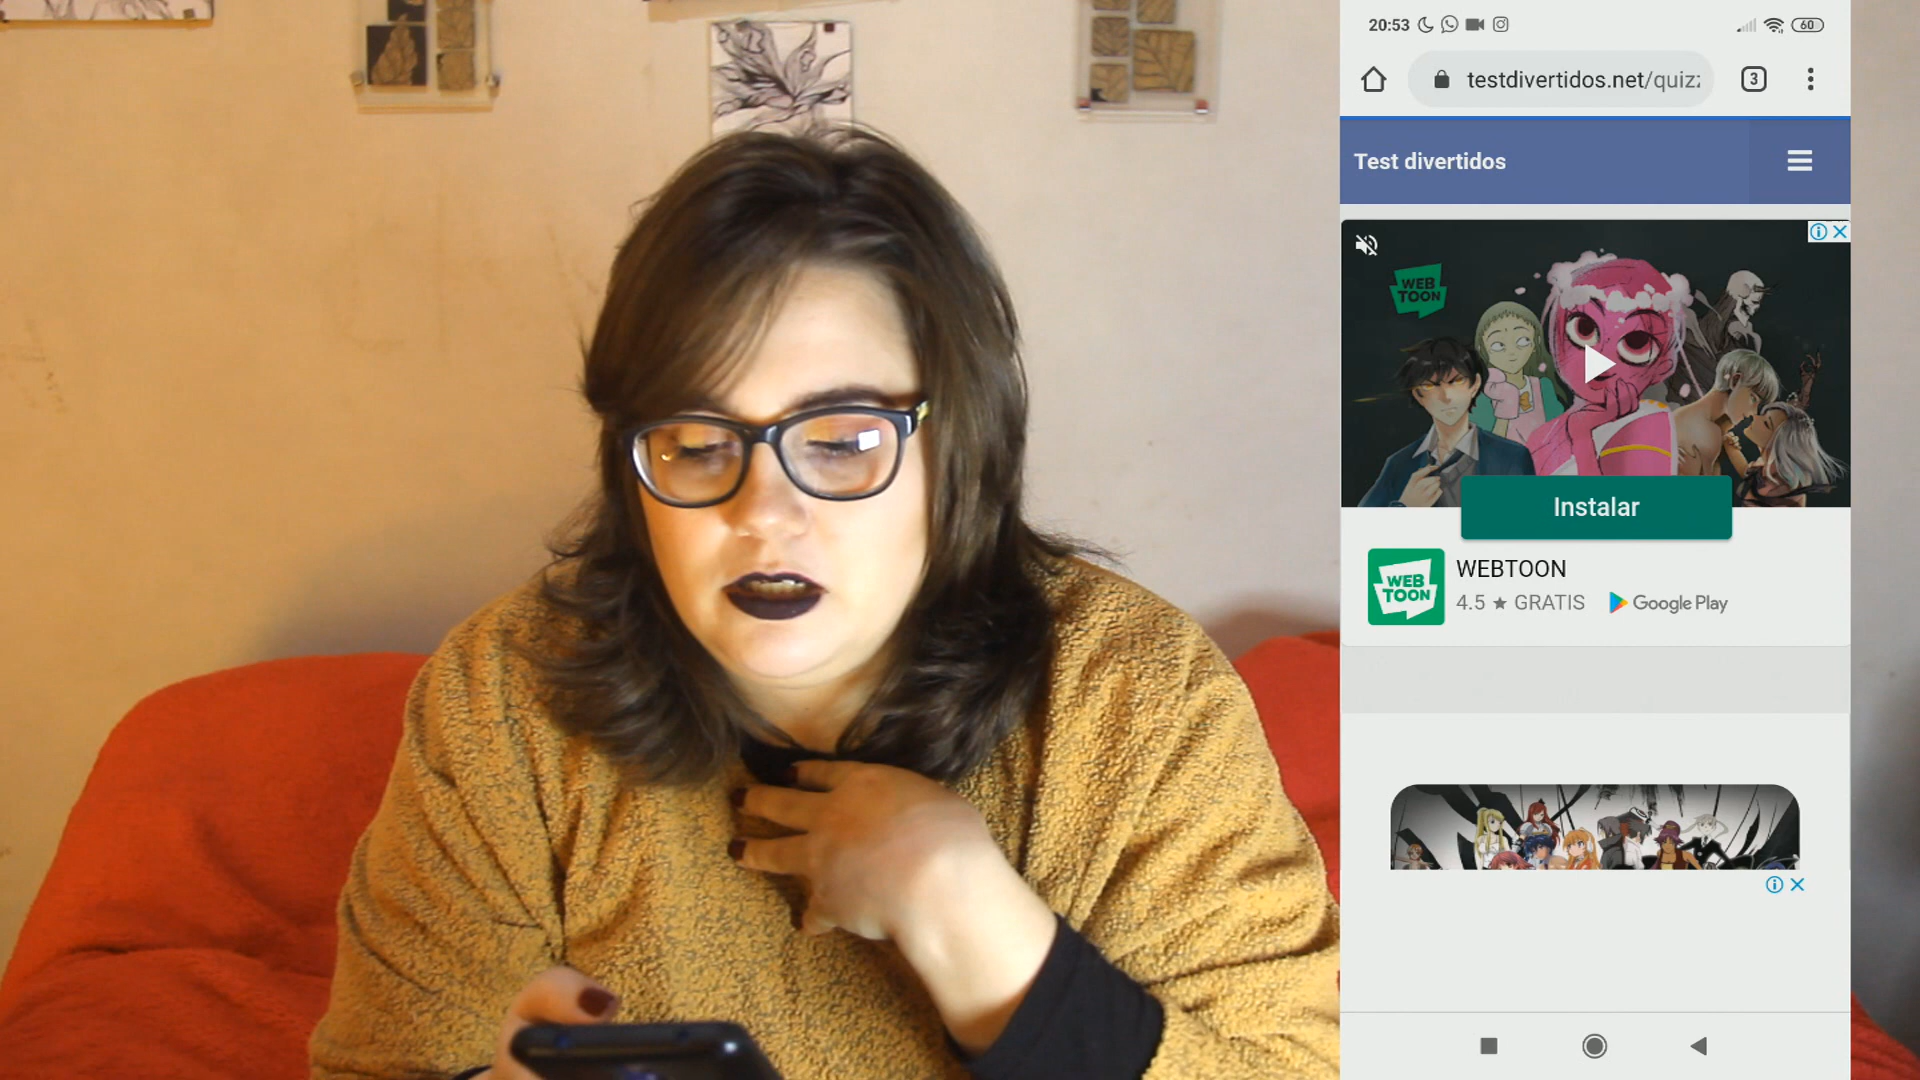 20:53
60
testdivertidos.net/quiz
3
Test divertidos
WEB
TOON
Instalar
WEB
TOON
WEBTOON
4.5 ★ GRATIS Google Play